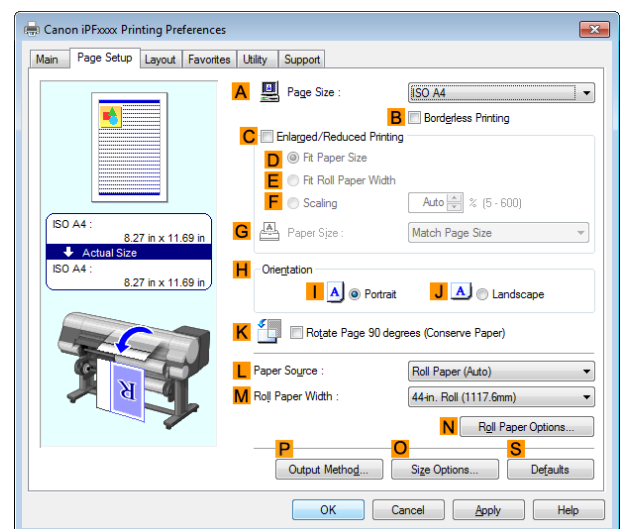 Canon iPFxxxx Printing Preferences
Main Page Setup Layout Favorites Utility Support
A Page Size : ISO A4
B Borderless Printing
C Enlarged/Reduced Printing
D Fit Paper Size
E Fit Roll Paper Width
F Scaling Auto % (5 - 600)
ISO A4 :
8.27 in x 11.69 in
Actual Size
ISO A4 :
8.27 in x 11.69 in
G A Paper Size : Match Page Size
H Orientation
I A Portrait J A Landscape
K Rotate Page 90 degrees (Conserve Paper)
R
L Paper Source : Roll Paper (Auto)
M Roll Paper Width : 44-in. Roll (1117.6mm)
N Roll Paper Options...
P O S
Output Method... Size Options... Defaults
OK Cancel Apply Help